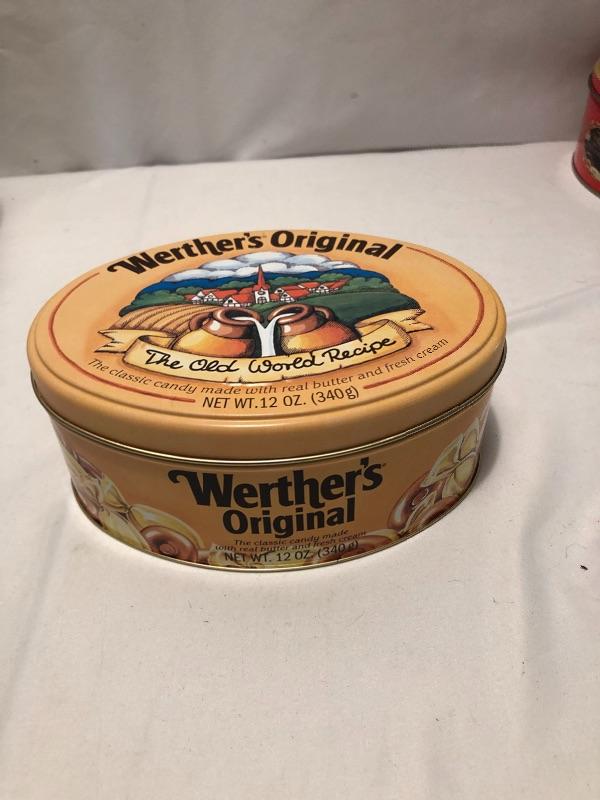 Werther's Original
The Old World Recipe
The classic candy made with real butter and fresh cream
NET WT.12 OZ. (340g)
Werther's
Original
The classic candy made
with real butter and fresh cream
NET WT. 12 OZ. (340 g)